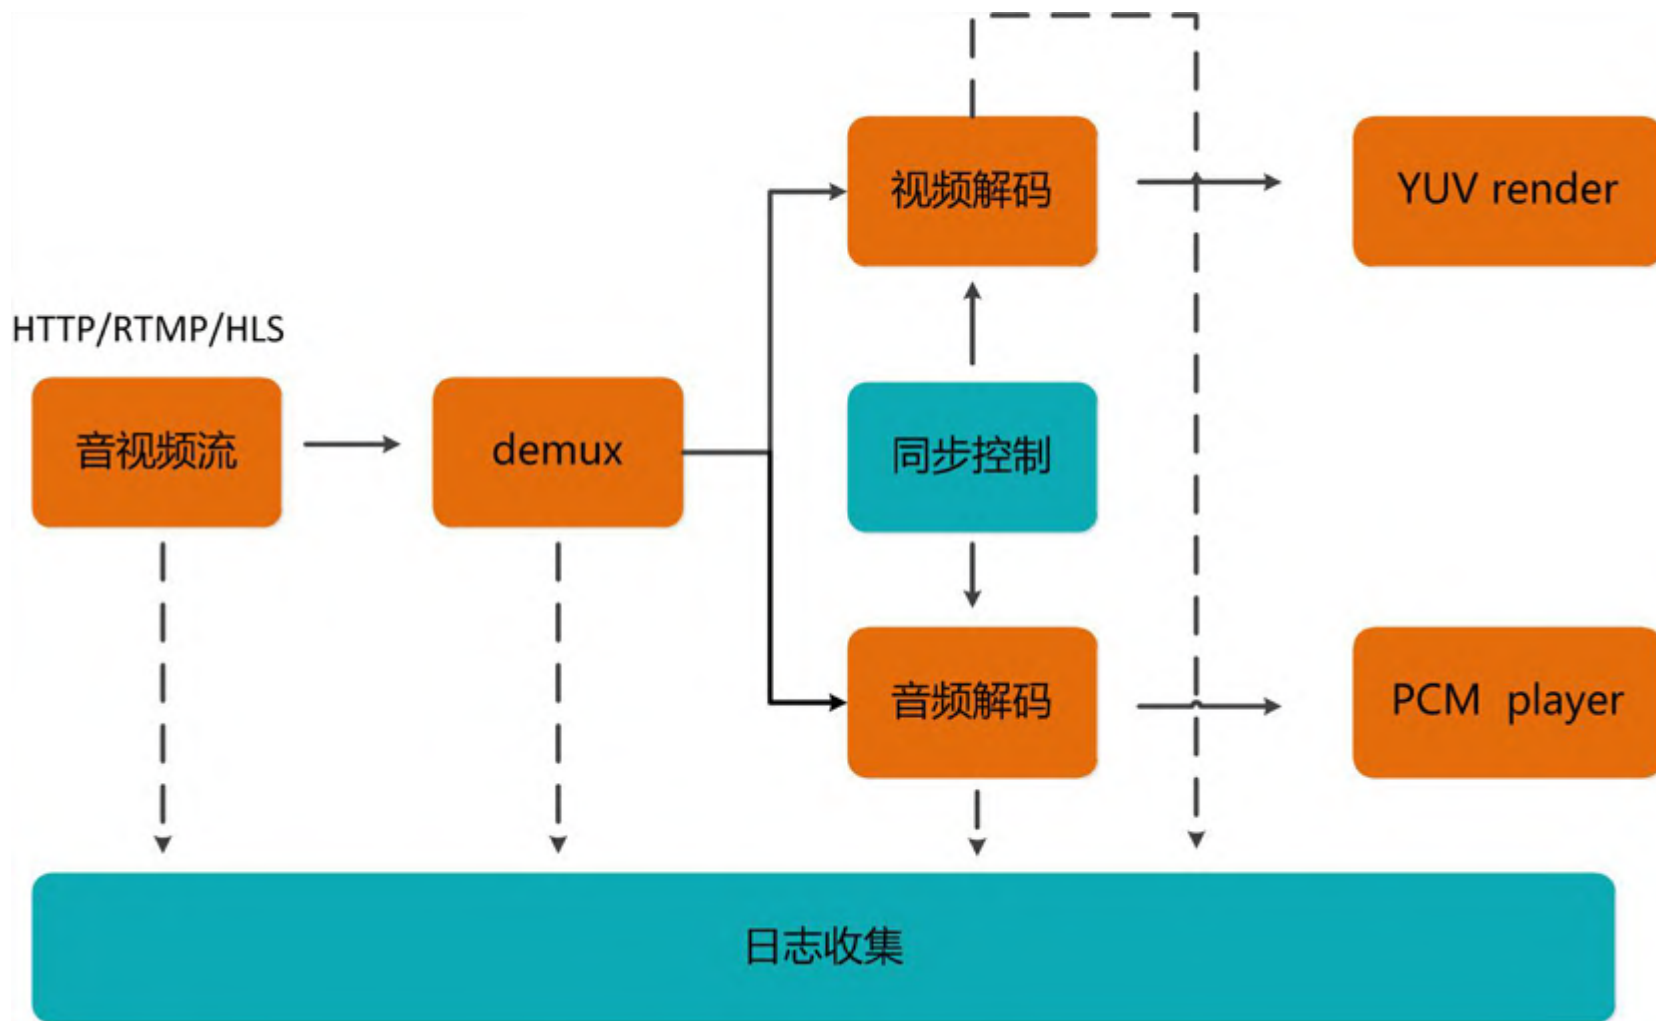 视频解码
YUV render
HTTP/RTMP/HLS
音视频流
demux
同步控制
音频解码
PCM player
日志收集